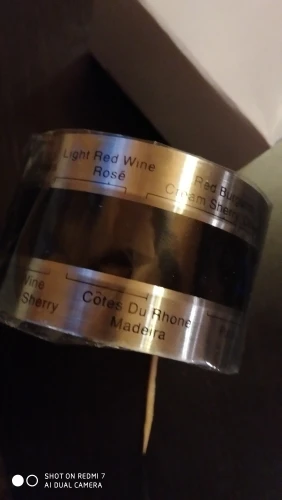 Light Red Wine
Rosé
Red
Cream Sherry
Wine
Sherry
Côtes Du Rhone
Madeira
SHOT ON REDMI 7
AI DUAL CAMERA